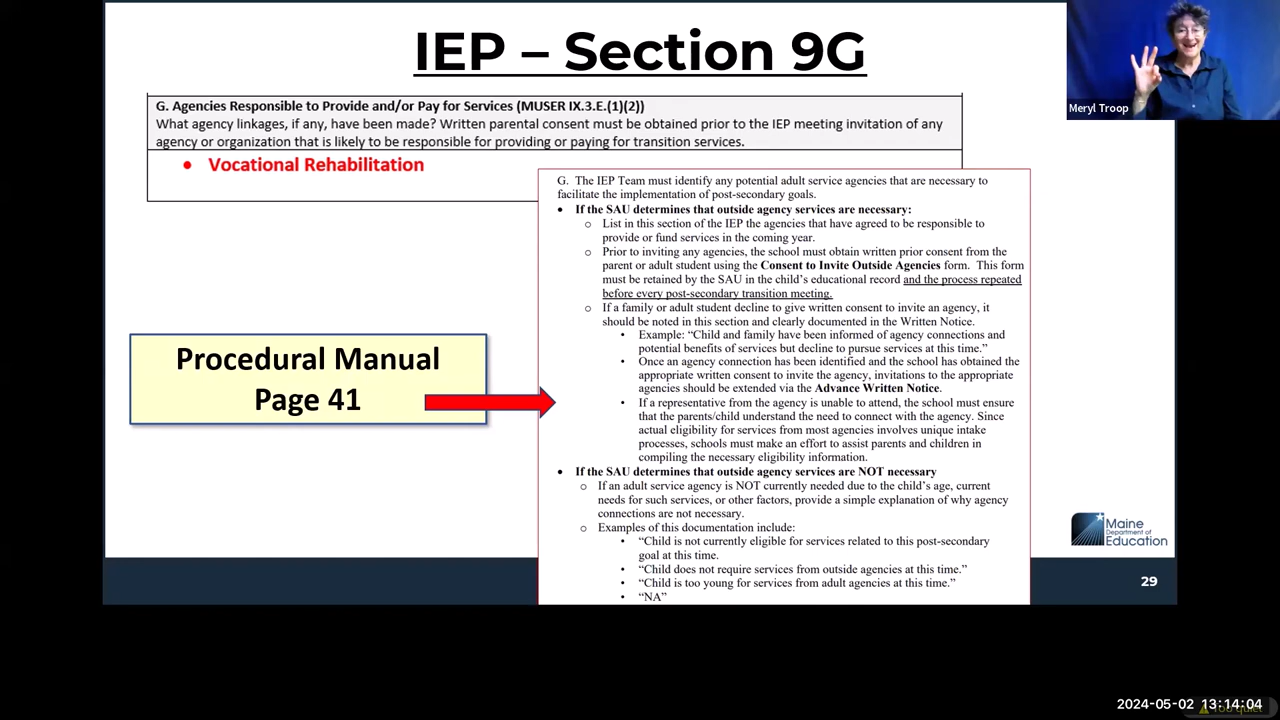 IEP – Section 9G
Meryl Troop
G. Agencies Responsible to Provide and/or Pay for Services (MUSER IX.3.E.(1)(2))
What agency linkages, if any, have been made? Written parental consent must be obtained prior to the IEP meeting invitation of any
agency or organization that is likely to be responsible for providing or paying for transition services.
• Vocational Rehabilitation
G. The IEP Team must identify any potential adult service agencies that are necessary to
facilitate the implementation of post-secondary goals.
• If the SAU determines that outside agency services are necessary:
o List in this section of the IEP the agencies that have agreed to be responsible to
provide or fund services in the coming year.
o Prior to inviting any agencies, the school must obtain written prior consent from the
parent or adult student using the Consent to Invite Outside Agencies form. This form
must be retained by the SAU in the child's educational record and the process repeated
before every post-secondary transition meeting.
o If a family or adult student decline to give written consent to invite an agency, it
should be noted in this section and clearly documented in the Written Notice.
• Example: “Child and family have been informed of agency connections and
potential benefits of services but decline to pursue services at this time.”
• Once an agency connection has been identified and the school has obtained the
appropriate written consent to invite the agency, invitations to the appropriate
agencies should be extended via the Advance Written Notice.
• If a representative from the agency is unable to attend, the school must ensure
that the parents/child understand the need to connect with the agency. Since
actual eligibility for services from most agencies involves unique intake
processes, schools must make an effort to assist parents and children in
compiling the necessary eligibility information.
• If the SAU determines that outside agency services are NOT necessary
o If an adult service agency is NOT currently needed due to the child's age, current
needs for such services, or other factors, provide a simple explanation of why agency
connections are not necessary.
o Examples of this documentation include:
• “Child is not currently eligible for services related to this post-secondary
goal at this time.
• “Child does not require services from outside agencies at this time.”
• “Child is too young for services from adult agencies at this time.”
• “NA”
Procedural Manual
Page 41
Maine
Department of
Education
29
2024-05-02 13:14:04